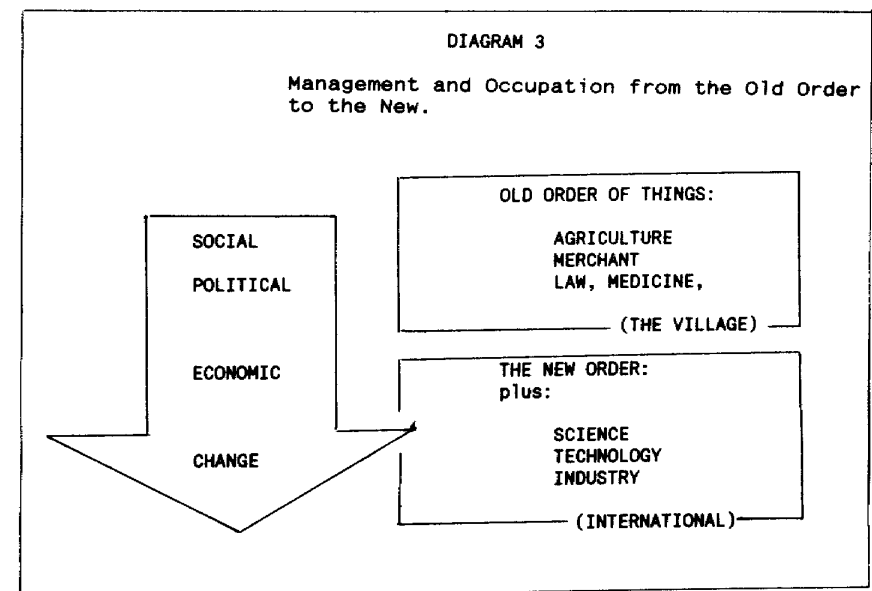 DIAGRAM 3
Management and Occupation from the Old Order
to the New.
SOCIAL
POLITICAL
ECONOMIC
CHANGE
OLD ORDER OF THINGS:
AGRICULTURE
MERCHANT
LAW, MEDICINE,
(THE VILLAGE)
THE NEW ORDER:
plus:
SCIENCE
TECHNOLOGY
INDUSTRY
(INTERNATIONAL)